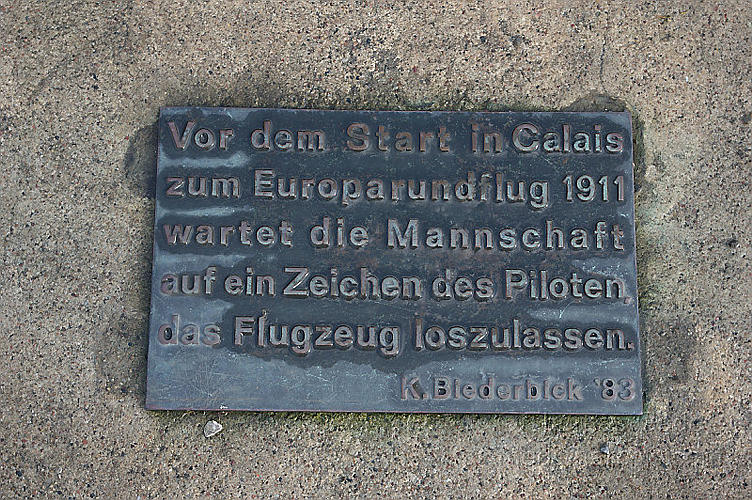 Vor dem Start in Calais
zum Europarundflug 1911
wartet die Mannschaft
auf ein Zeichen des Piloten,
das Flugzeug loszulassen.
K. Biederbick '83